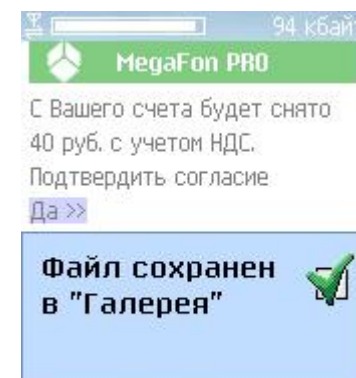 94 кбайт
MegaFon PRO
С Вашего счета будет снято
40 руб. с учетом НДС.
Подтвердить согласие
Да >>
Файл сохранен
в "Галерея"